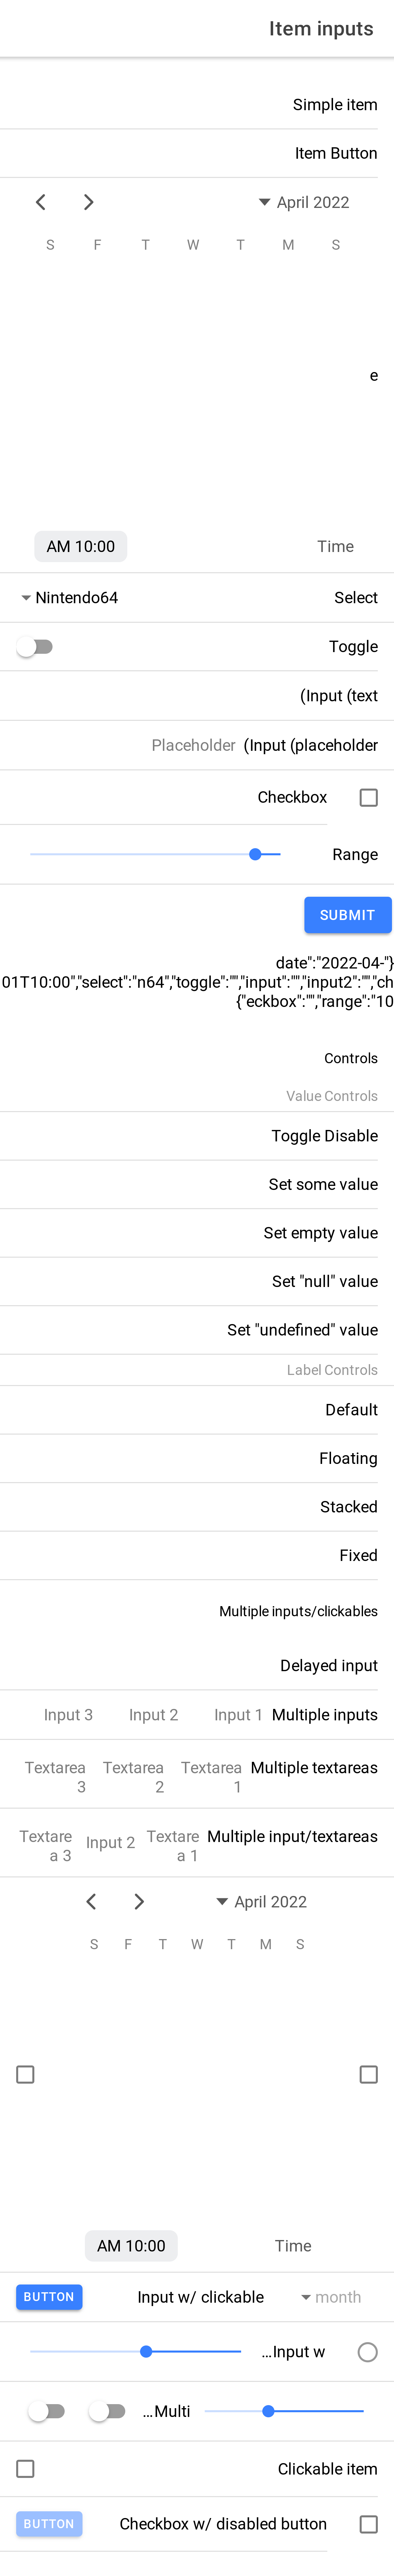 Item inputs
Simple item
Item Button
April 2022
S F T W T M S
e
AM 10:00 Time
Nintendo64 Select
Toggle
(Input (text
Placeholder (Input (placeholder
Checkbox
Range
SUBMIT
date":"2022-04-"}
01T10:00","select":"n64","toggle":"","input":"","input2":"","ch
{"eckbox":"","range":"10
Controls
Value Controls
Toggle Disable
Set some value
Set empty value
Set "null" value
Set "undefined" value
Label Controls
Default
Floating
Stacked
Fixed
Multiple inputs/clickables
Delayed input
Input 3 Input 2 Input 1 Multiple inputs
Textarea Textarea Textarea Multiple textareas
3 2 1
Textare Input 2 Textare Multiple input/textareas
a 3 a 1
April 2022
S F T W T M S
AM 10:00 Time
BUTTON Input w/ clickable month
...Input w
...Multi
Clickable item
BUTTON Checkbox w/ disabled button